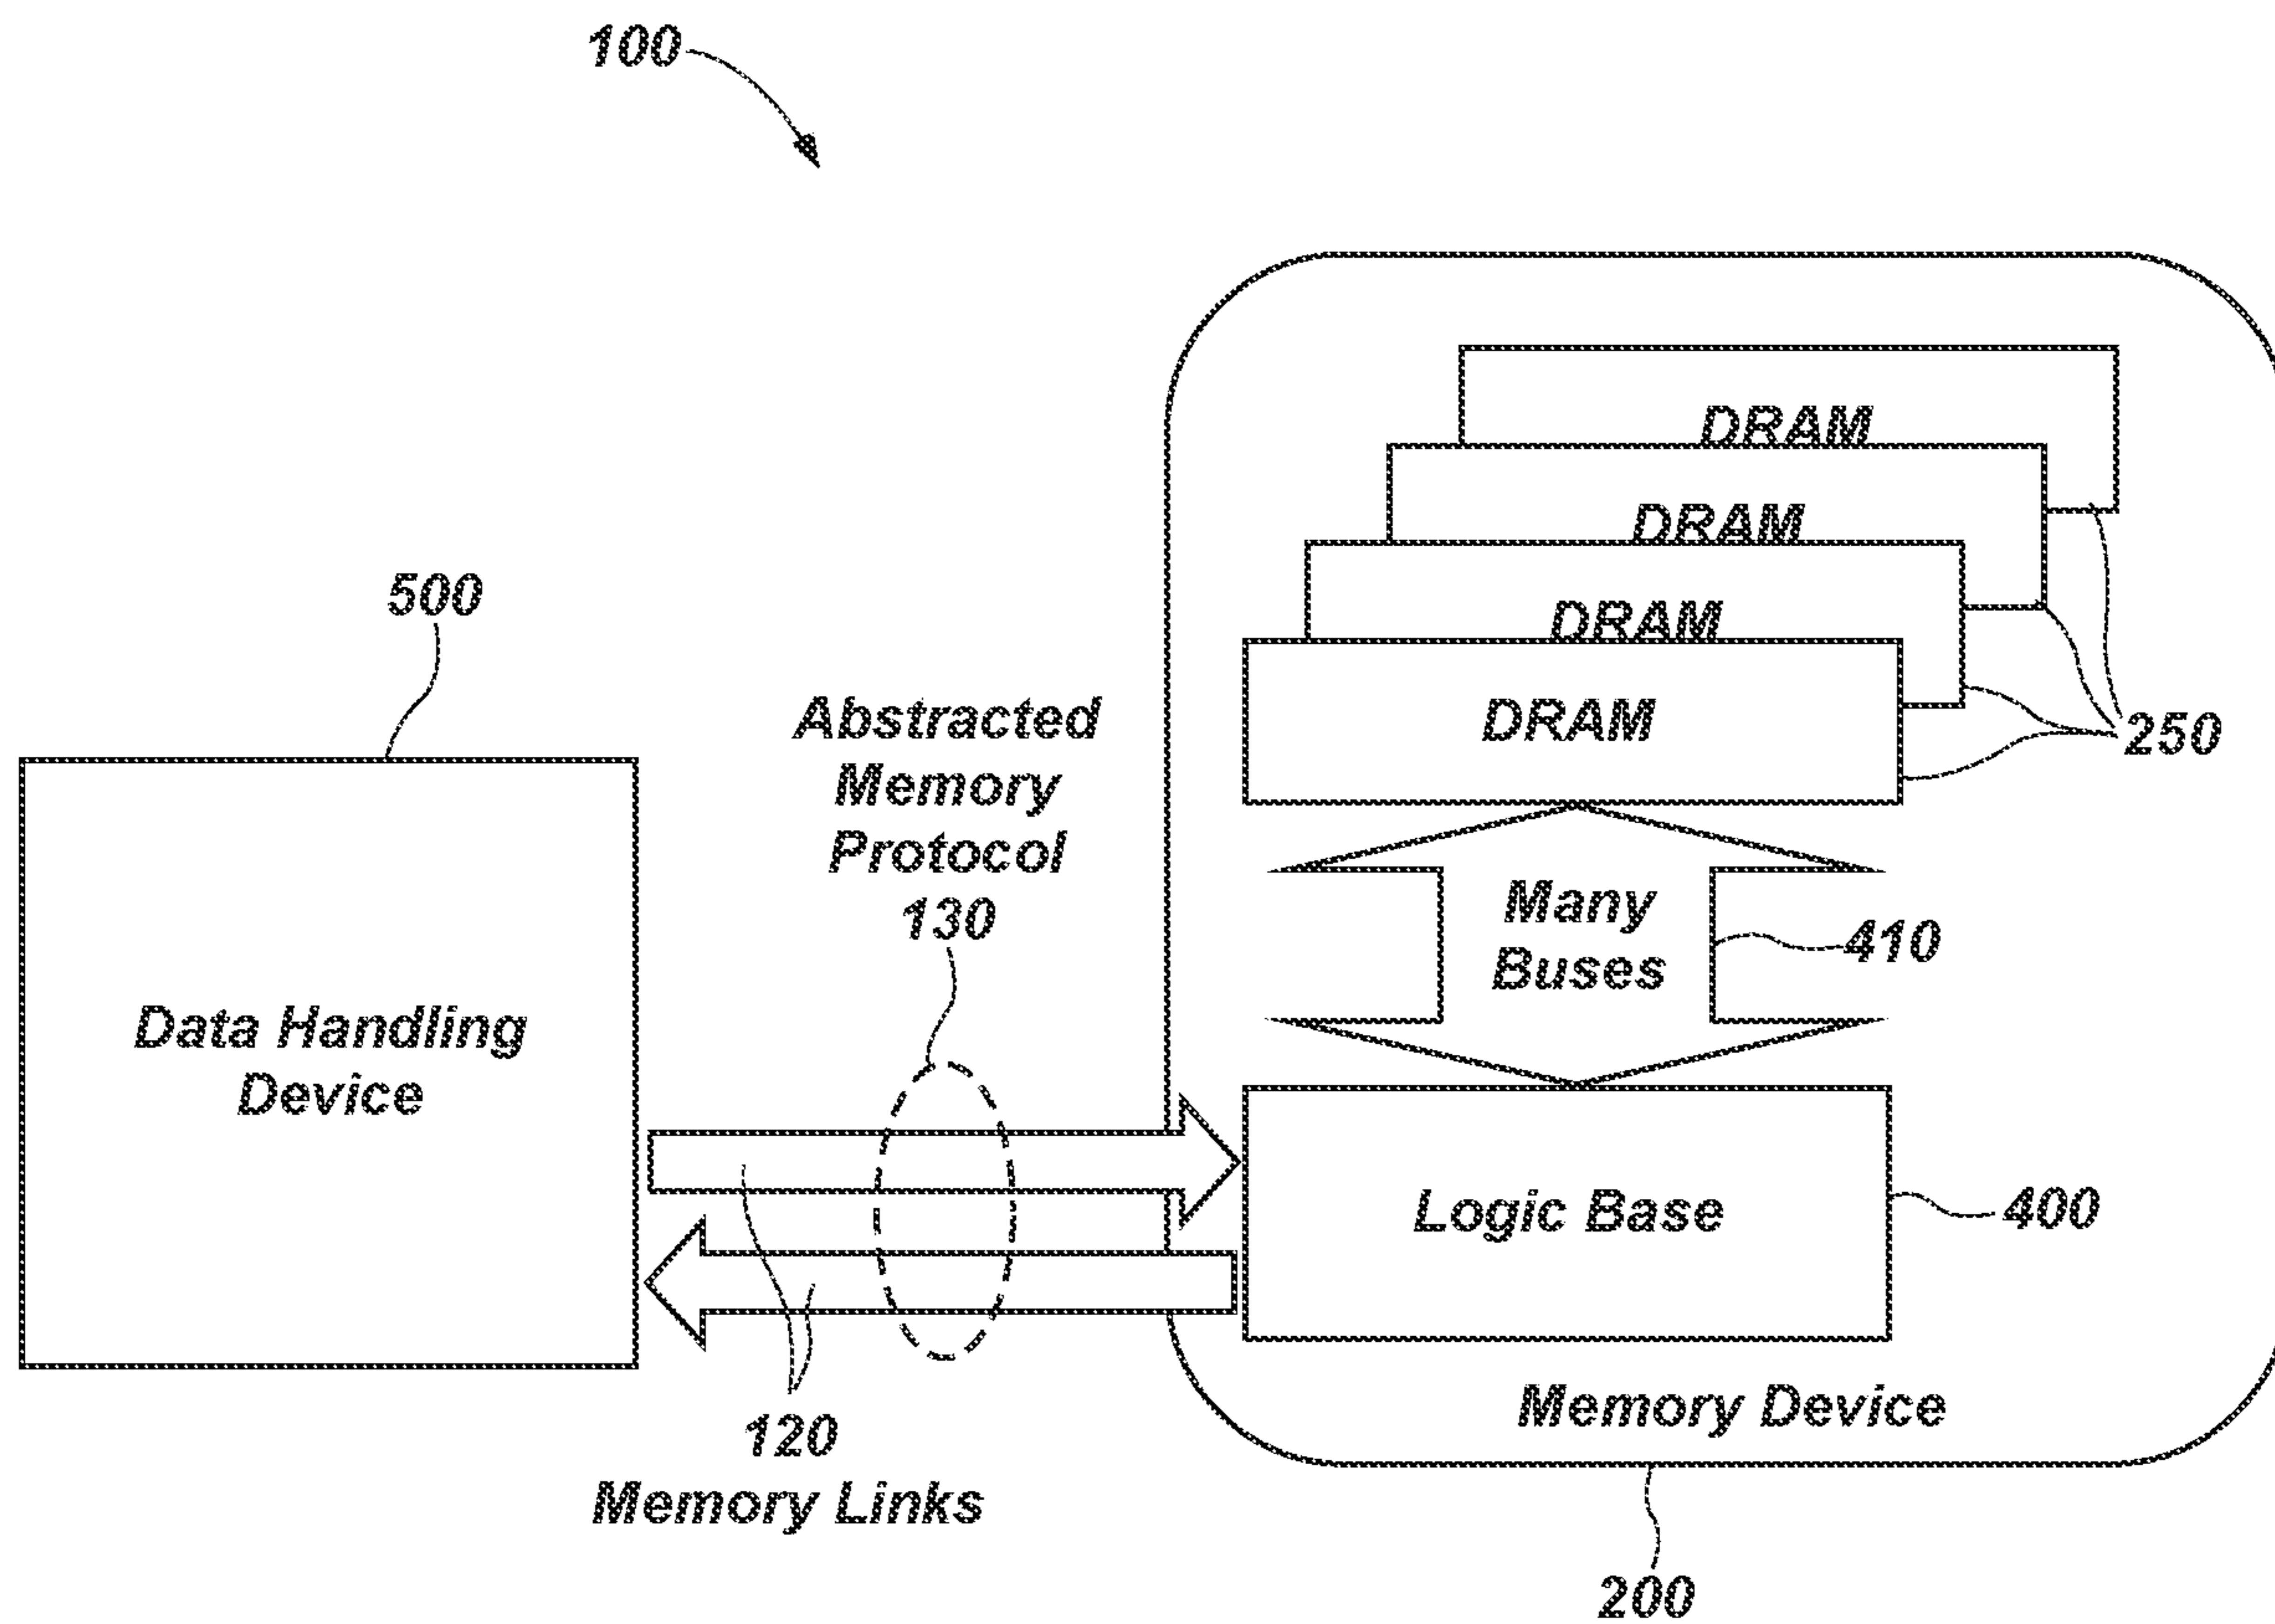 100
DRAM
DRAM
DRAM
DRAM
250
500
Abstracted
Memory
Protocol
130
Many
Buses
410
Data Handling
Device
Logic Base
400
Memory Device
120
Memory Links
200